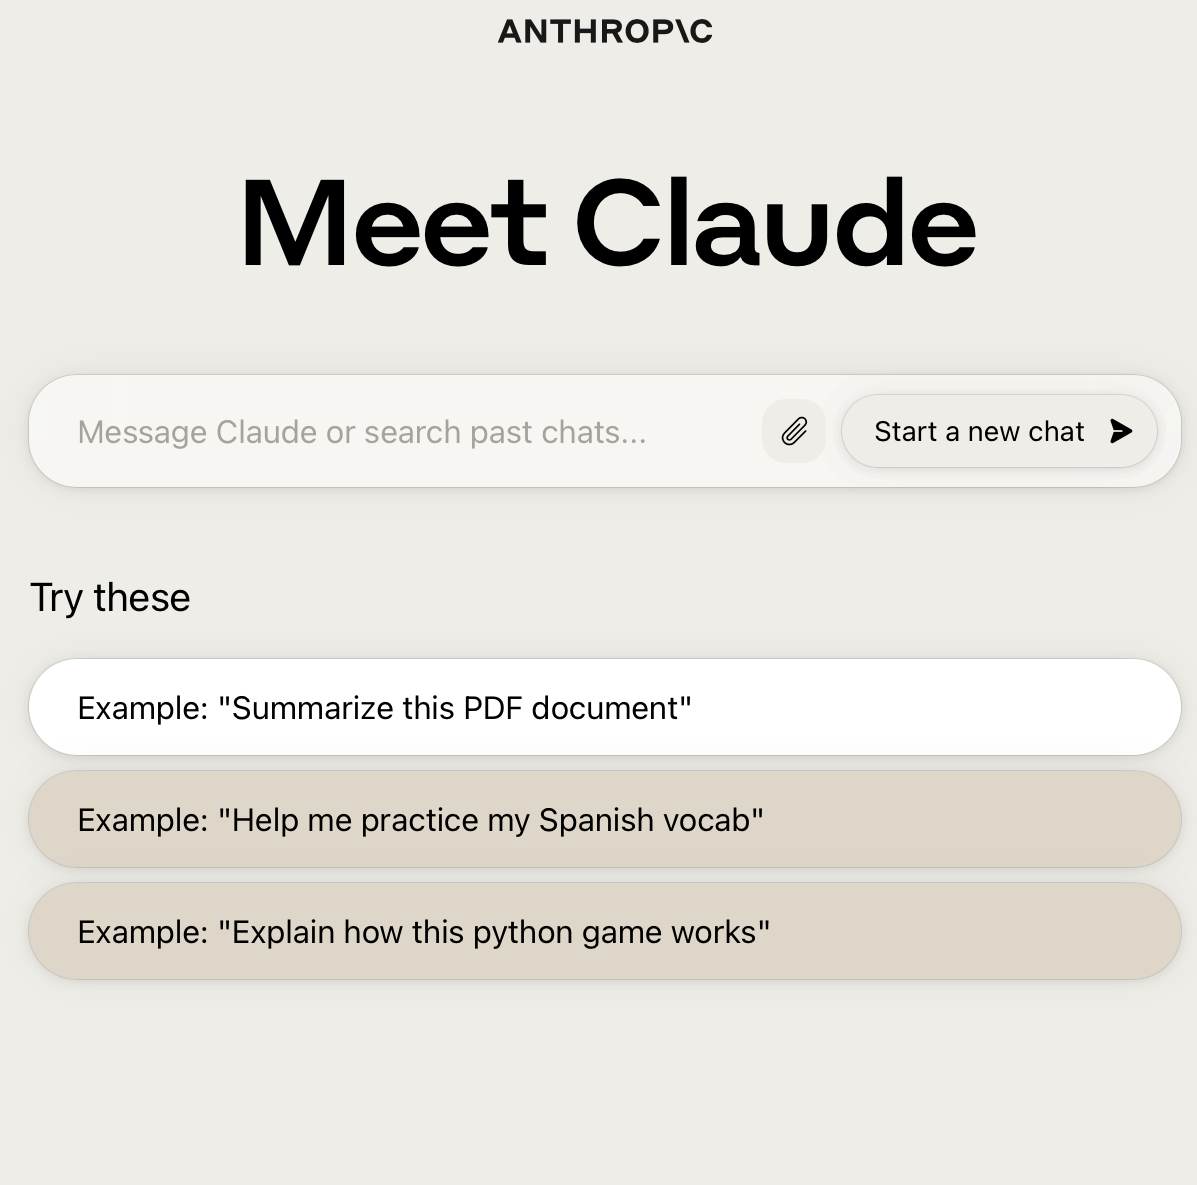 ANTHROP\C
Meet Claude
Message Claude or search past chats...
Start a new chat
Try these
Example: "Summarize this PDF document"
Example: "Help me practice my Spanish vocab"
Example: "Explain how this python game works"